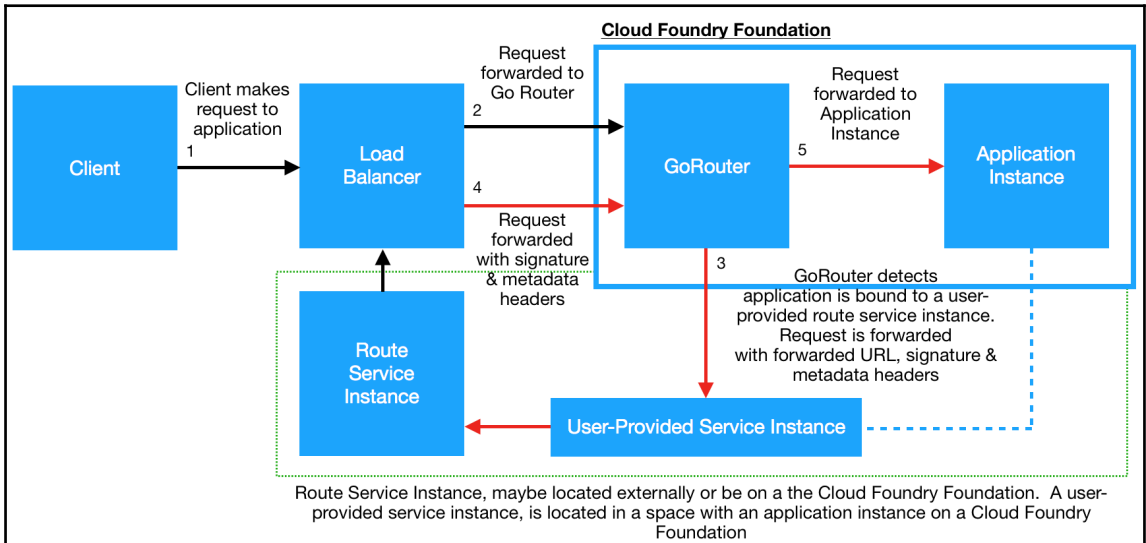 Cloud Foundry Foundation
Client makes
request to
application
1
Request
forwarded to
Go Router
2
Request
forwarded to
Application
Instance
5
Client
Load
Balancer
GoRouter
Application
Instance
4
Request
forwarded
with signature
& metadata
headers
3
GoRouter detects
application is bound to a user-
provided route service instance.
Request is forwarded
with forwarded URL, signature &
metadata headers
Route
Service
Instance
User-Provided Service Instance
Route Service Instance, maybe located externally or be on a the Cloud Foundry Foundation. A user-
provided service instance, is located in a space with an application instance on a Cloud Foundry
Foundation